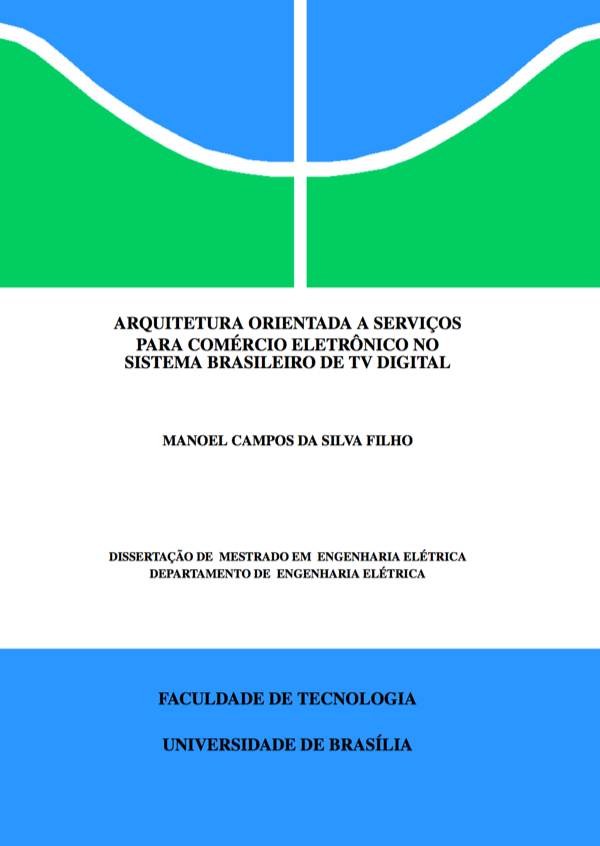 ARQUITETURA ORIENTADA A SERVIÇOS
PARA COMÉRCIO ELETRÔNICO NO
SISTEMA BRASILEIRO DE TV DIGITAL
MANOEL CAMPOS DA SILVA FILHO
DISSERTAÇÃO DE MESTRADO EM ENGENHARIA ELÉTRICA
DEPARTAMENTO DE ENGENHARIA ELÉTRICA
FACULDADE DE TECNOLOGIA
UNIVERSIDADE DE BRASÍLIA